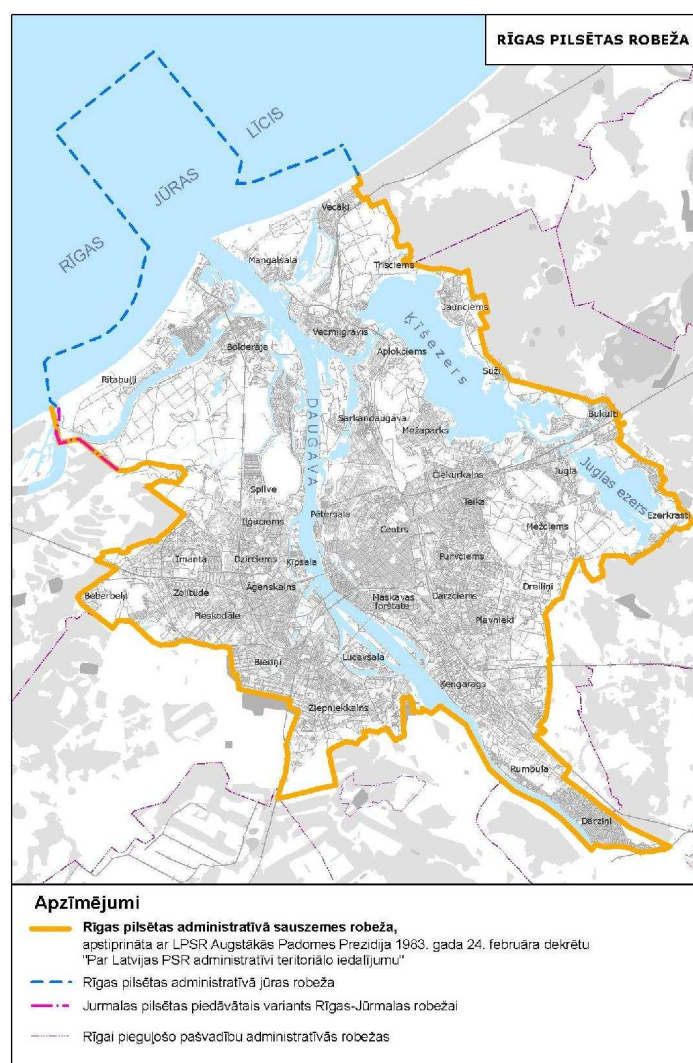 RĪGAS PILSĒTAS ROBEŽA
LĪCIS
JŪRAS
RĪGAS
Vecāķi
Mangaļsala
Trīsciems
Jaunciems
Vecmīlgrāvis
Ķīšezers
Bolderāja
Aplokciems
Suži
Rītabuļļi
DAUGAVA
Sarkandaugava
Bukulti
Mežaparks
Čiekurkalns
Jugla
Juglas ezers
Spilve
Teika
Ezerkrasti
Iļģuciems
Pētersala
Centrs
Mežciems
Imanta
Dzirciems
Ķīpsala
Purvciems
Beberbeķi
Zolitūde
Āgenskalns
Maskavas
forštate
Dārzciems
Dreiliņi
Pleskodāle
Pļavnieki
Bieriņi
Lucavsala
Ķengarags
Ziepniekkalns
Rumbula
Dārziņi
Apzīmējumi
Rīgas pilsētas administratīvā sauszemes robeža,
apstiprināta ar LPSR Augstākās Padomes Prezidija 1983. gada 24. februāra dekrētu
"Par Latvijas PSR administratīvi teritoriālo iedalījumu"
Rīgas pilsētas administratīvā jūras robeža
Jurmalas pilsētas piedāvātais variants Rīgas-Jūrmalas robežai
Rīgai pieguļošo pašvaldību administratīvās robežas